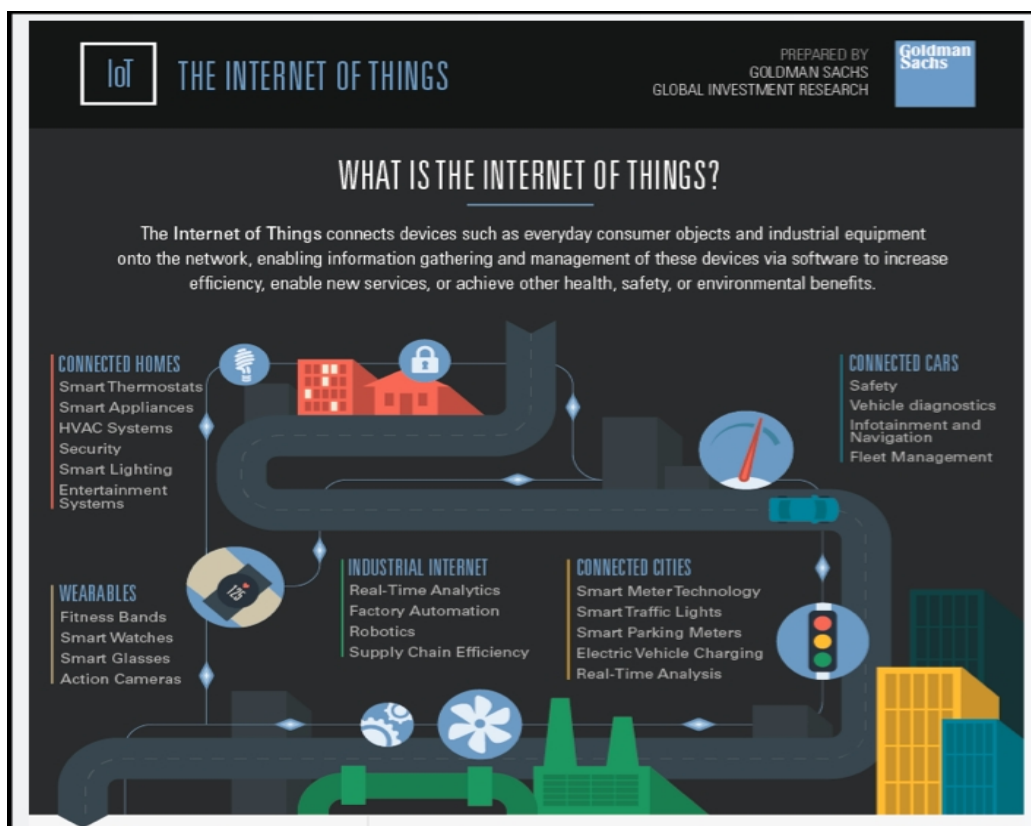 IoT
THE INTERNET OF THINGS
PREPARED BY
GOLDMAN SACHS
GLOBAL INVESTMENT RESEARCH
Goldman
Sachs
WHAT IS THE INTERNET OF THINGS?
The Internet of Things connects devices such as everyday consumer objects and industrial equipment
onto the network, enabling information gathering and management of these devices via software to increase
efficiency, enable new services, or achieve other health, safety, or environmental benefits.
CONNECTED HOMES
Smart Thermostats
Smart Appliances
HVAC Systems
Security
Smart Lighting
Entertainment
Systems
CONNECTED CARS
Safety
Vehicle diagnostics
Infotainment and
Navigation
Fleet Management
WEARABLES
Fitness Bands
Smart Watches
Smart Glasses
Action Cameras
125
INDUSTRIAL INTERNET
Real-Time Analytics
Factory Automation
Robotics
Supply Chain Efficiency
CONNECTED CITIES
Smart Meter Technology
Smart Traffic Lights
Smart Parking Meters
Electric Vehicle Charging
Real-Time Analysis